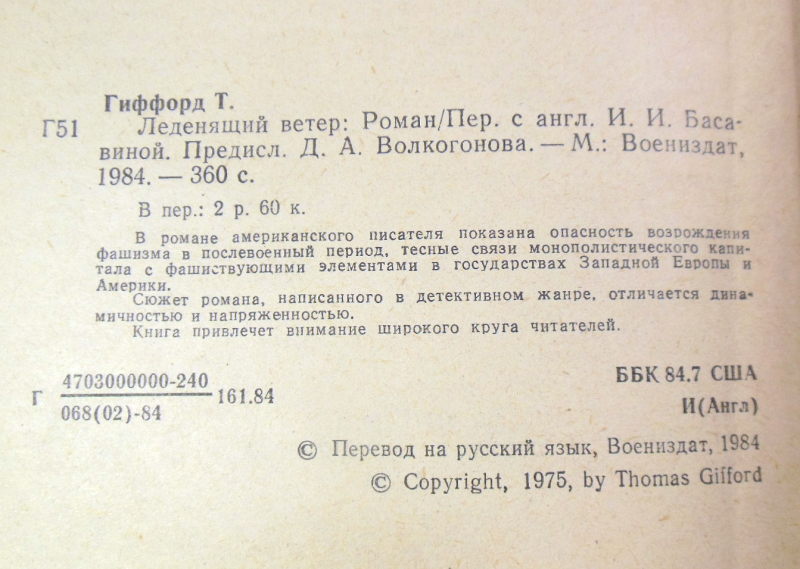 Гиффорд Т.
Г51 Леденящий ветер: Роман/Пер. с англ. И. И. Баса-
виной. Предисл. Д. А. Волкогонова. — М.: Воениздат,
1984. — 360 с.
В пер.: 2 р. 60 к.
В романе американского писателя показана опасность возрождения
фашизма в послевоенный период, тесные связи монополистического капи-
тала с фашиствующими элементами в государствах Западной Европы и
Америки.
Сюжет романа, написанного в детективном жанре, отличается дина-
мичностью и напряженностью.
Книга привлечет внимание широкого круга читателей.
Г 4703000000-240
068(02)-84 161.84
ББК 84.7 США
И(Англ)
© Перевод на русский язык, Воениздат, 1984
© Copyright, 1975, by Thomas Gifford